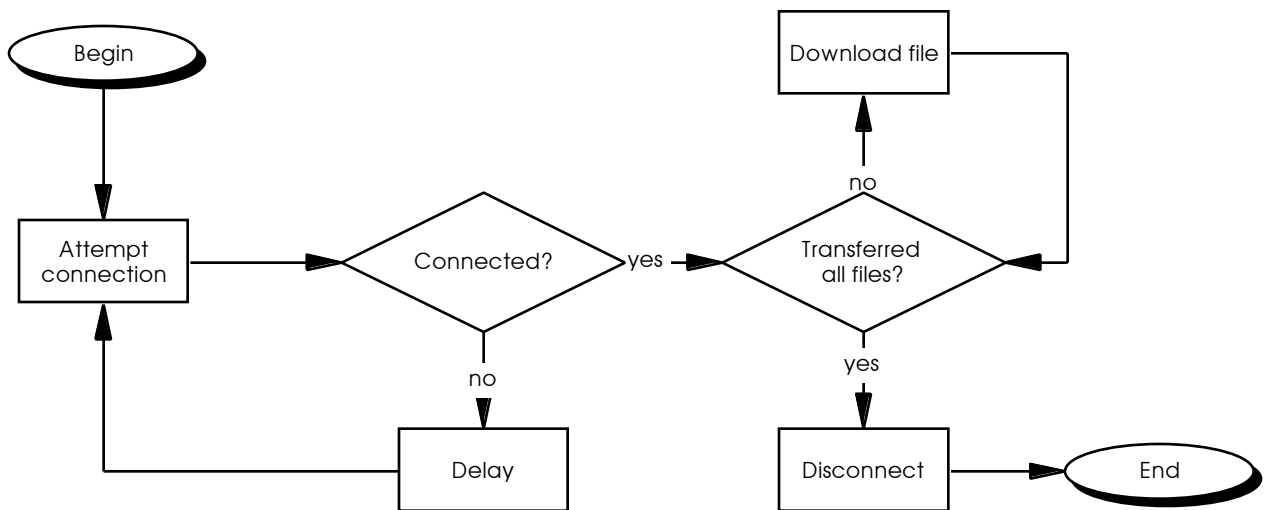 Begin
Attempt
connection
Connected?
yes
no
Delay
Transferred
all files?
no
Download file
yes
Disconnect
End